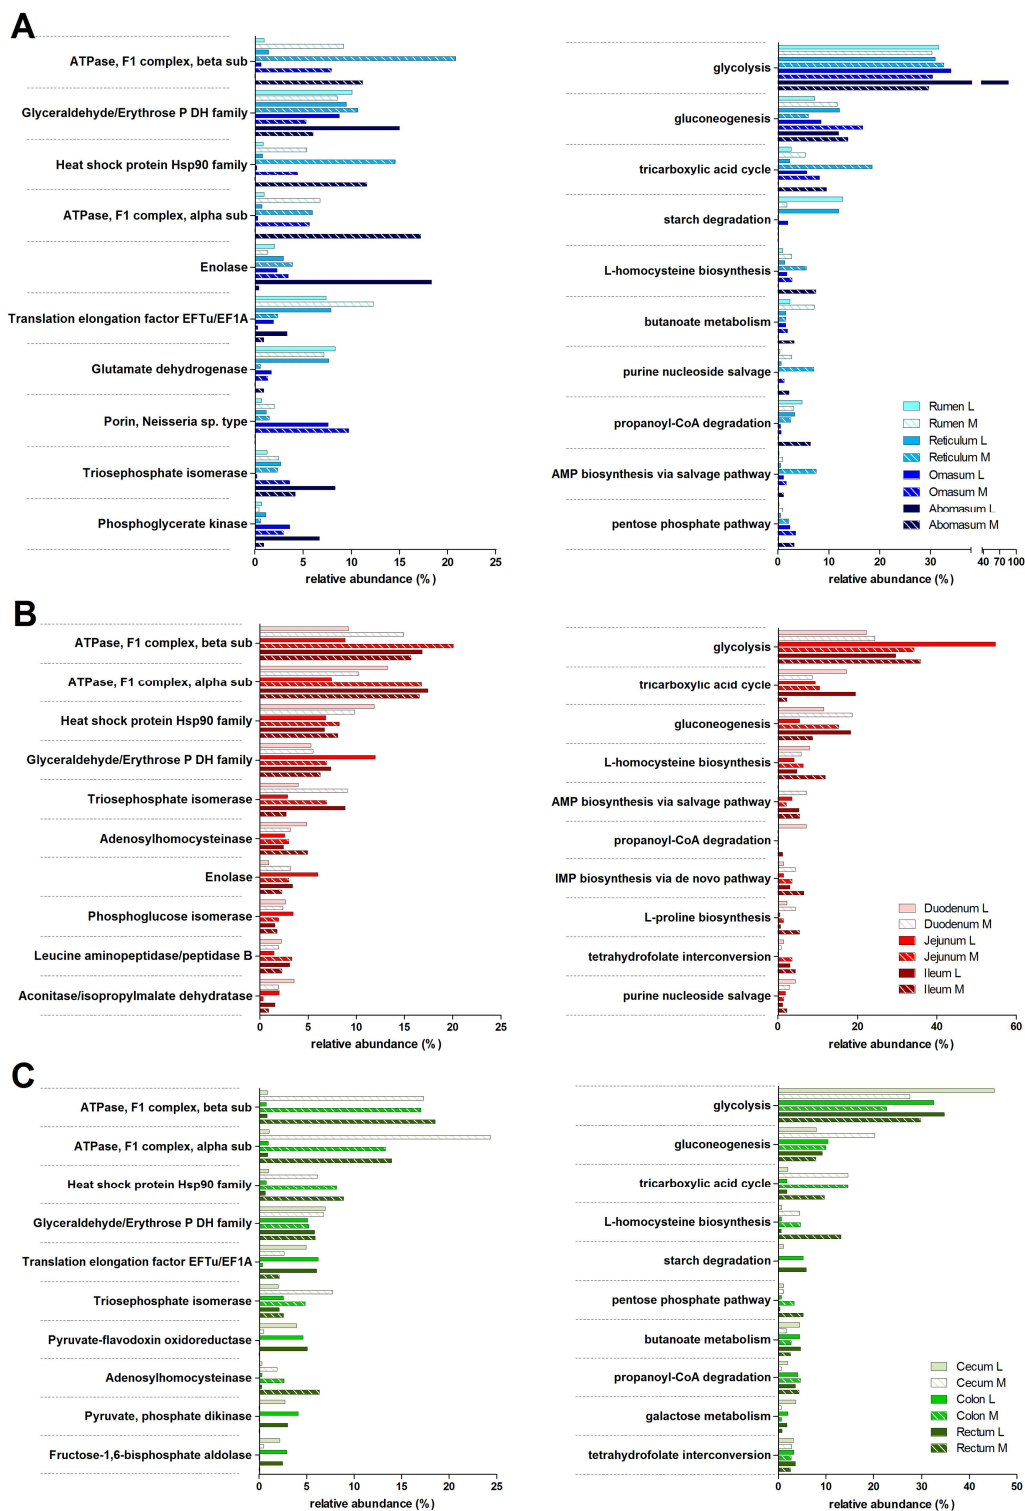 A
ATPase, F1 complex, beta sub
Glyceraldehyde/Erythrose P DH family
Heat shock protein Hsp90 family
ATPase, F1 complex, alpha sub
Enolase
Translation elongation factor EFTu/EF1A
Glutamate dehydrogenase
Porin, Neisseria sp. type
Triosephosphate isomerase
Phosphoglycerate kinase
0 5 10 15 20 25
relative abundance (%)
glycolysis
gluconeogenesis
tricarboxylic acid cycle
starch degradation
L-homocysteine biosynthesis
butanoate metabolism
purine nucleoside salvage
propanoyl-CoA degradation
AMP biosynthesis via salvage pathway
pentose phosphate pathway
Rumen L
Rumen M
Reticulum L
Reticulum M
Omasum L
Omasum M
Abomasum L
Abomasum M
0 10 20 30 40 70 100
relative abundance (%)
B
ATPase, F1 complex, beta sub
ATPase, F1 complex, alpha sub
Heat shock protein Hsp90 family
Glyceraldehyde/Erythrose P DH family
Triosephosphate isomerase
Adenosylhomocysteinase
Enolase
Phosphoglucose isomerase
Leucine aminopeptidase/peptidase B
Aconitase/isopropylmalate dehydratase
0 5 10 15 20 25
relative abundance (%)
glycolysis
tricarboxylic acid cycle
gluconeogenesis
L-homocysteine biosynthesis
AMP biosynthesis via salvage pathway
propanoyl-CoA degradation
IMP biosynthesis via de novo pathway
L-proline biosynthesis
tetrahydrofolate interconversion
purine nucleoside salvage
Duodenum L
Duodenum M
Jejunum L
Jejunum M
Ileum L
Ileum M
0 20 40 60
relative abundance (%)
C
ATPase, F1 complex, beta sub
ATPase, F1 complex, alpha sub
Heat shock protein Hsp90 family
Glyceraldehyde/Erythrose P DH family
Translation elongation factor EFTu/EF1A
Triosephosphate isomerase
Pyruvate-flavodoxin oxidoreductase
Adenosylhomocysteinase
Pyruvate, phosphate dikinase
Fructose-1,6-bisphosphate aldolase
0 5 10 15 20 25
relative abundance (%)
glycolysis
gluconeogenesis
tricarboxylic acid cycle
L-homocysteine biosynthesis
starch degradation
pentose phosphate pathway
butanoate metabolism
propanoyl-CoA degradation
galactose metabolism
tetrahydrofolate interconversion
Cecum L
Cecum M
Colon L
Colon M
Rectum L
Rectum M
0 10 20 30 40 50
relative abundance (%)